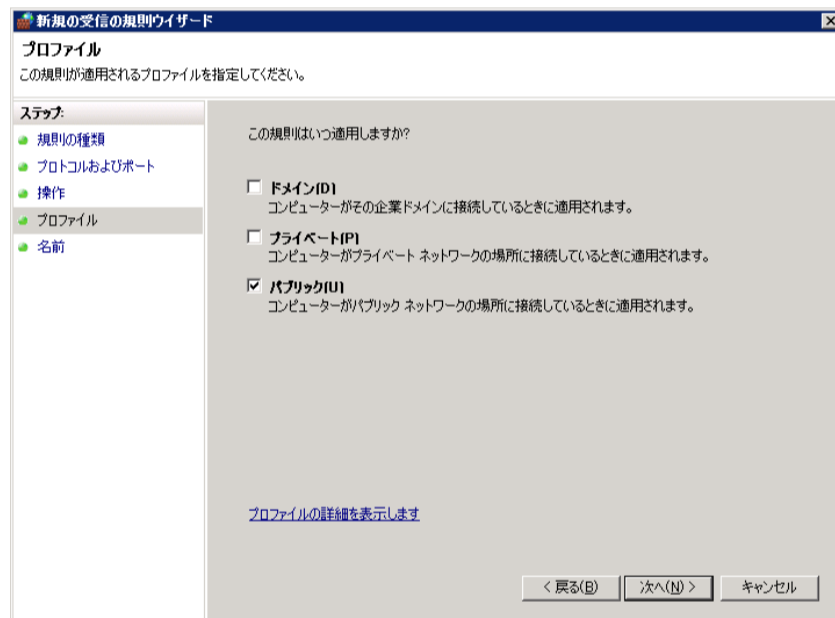 新規の受信の規則ウィザード
プロファイル
この規則が適用されるプロファイルを指定してください。
ステップ:
規則の種類
プロトコルおよびポート
操作
プロファイル
名前
この規則はいつ適用しますか?
ドメイン(D)
コンピューターがその企業ドメインに接続しているときに適用されます。
プライベート(P)
コンピューターがプライベート ネットワークの場所に接続しているときに適用されます。
パブリック(U)
コンピューターがパブリック ネットワークの場所に接続しているときに適用されます。
プロファイルの詳細を表示します
< 戻る(B)
次へ(N) >
キャンセル